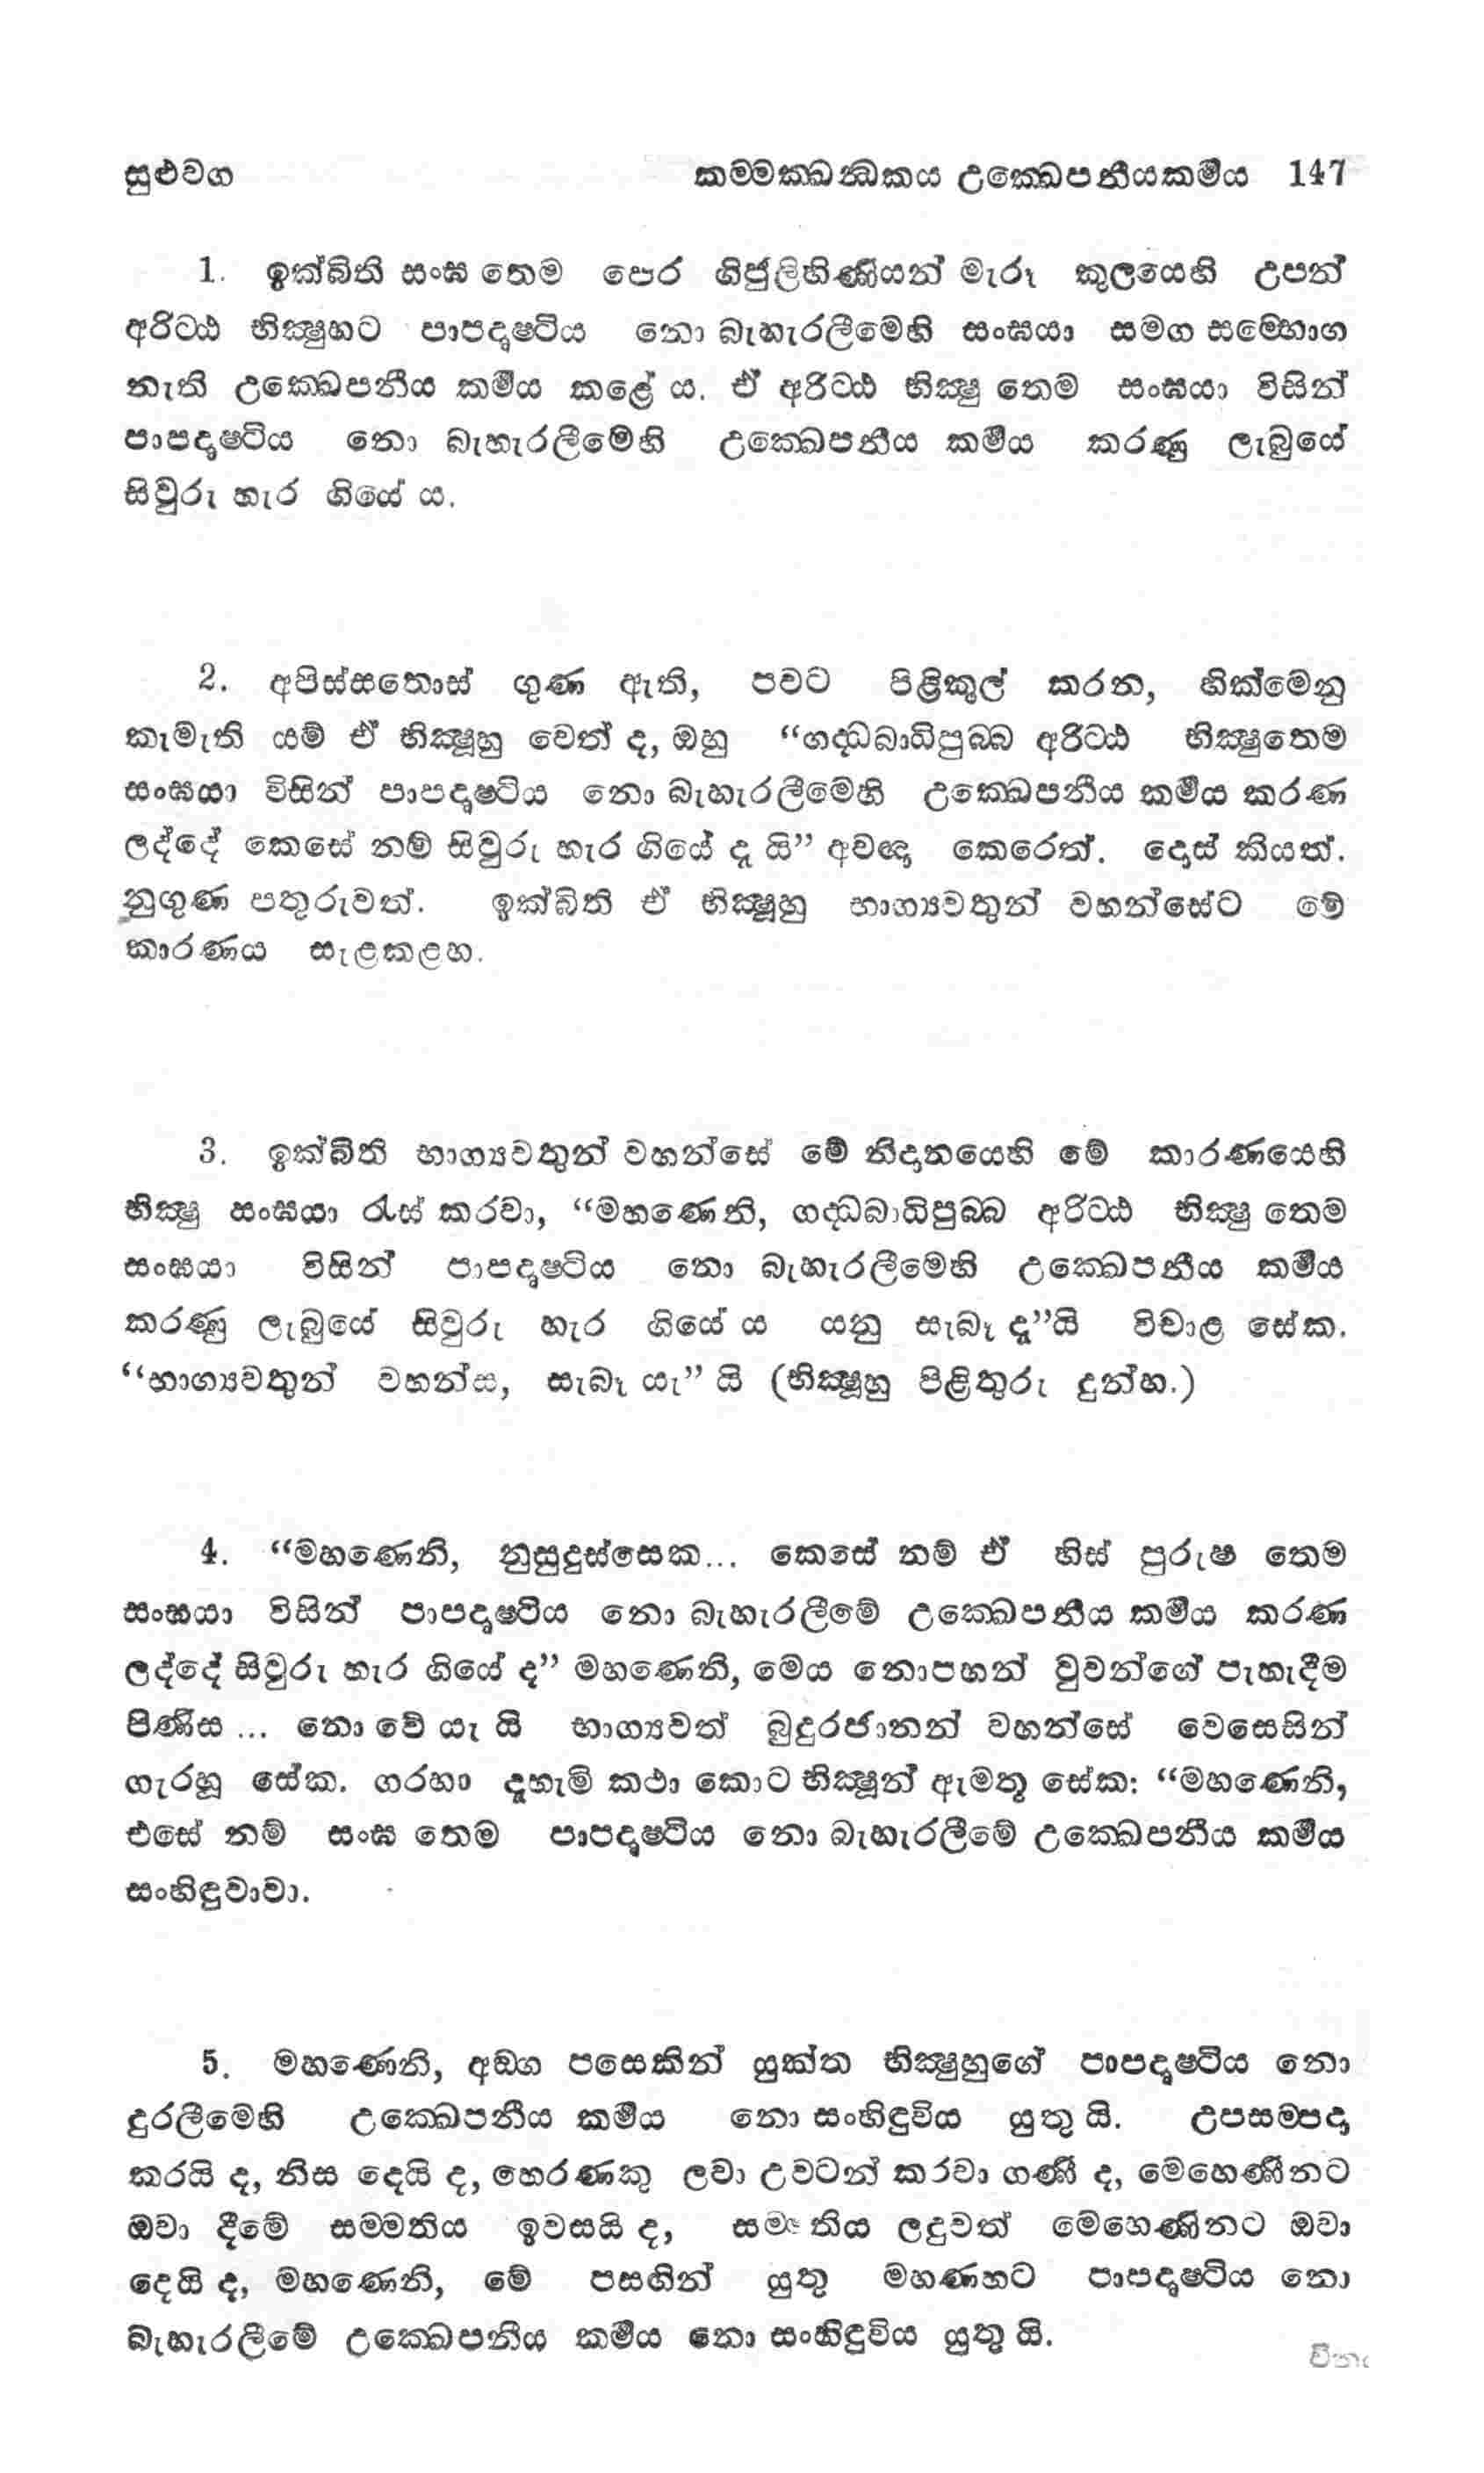 සුළුවග කම්මක්ඛන්ධකය උක්ඛෙපනීයකර්මය 147
1. ඉක්බිති සංඝ තෙම පෙර ගිජුලිහිණියන් මැරූ කුලයෙහි උපන්
අරිට්ඨ භික්‍ෂුහට පාපදෘෂ්ටිය නො බැහැරලීමෙහි සංඝයා සමග සම්භොග
නැති උක්ඛෙපනීය කර්මය කළේ ය. ඒ අරිට්ඨ භික්‍ෂු තෙම සංඝයා විසින්
පාපදෘෂ්ටිය නො බැහැරලීමෙහි උක්ඛෙපනීය කර්මය කරණු ලැබුයේ
සිවුරු හැර ගියේ ය.
2. අපිස්සතොස් ගුණ ඇති, පවට පිළිකුල් කරන, හික්මෙනු
කැමැති යම් ඒ භික්‍ෂූහු වෙත් ද, ඔහු “ගද්ධබාධිපුබ්බ අරිට්ඨ භික්‍ෂුතෙම
සංඝයා විසින් පාපදෘෂ්ටිය නො බැහැරලීමෙහි උක්ඛෙපනීය කර්මය කරණ
ලද්දේ කෙසේ නම් සිවුරු හැර ගියේ දැ යි” අවඥා කෙරෙත්. දොස් කියත්.
නුගුණ පතුරුවත්. ඉක්බිති ඒ භික්‍ෂූහු භාග්‍යවතුන් වහන්සේට මේ
කාරණය සැළකළහ.
3. ඉක්බිති භාග්‍යවතුන් වහන්සේ මේ නිදානයෙහි මේ කාරණයෙහි
භික්‍ෂු සංඝයා රැස් කරවා, “මහණෙනි, ගද්ධබාධිපුබ්බ අරිට්ඨ භික්‍ෂු තෙම
සංඝයා විසින් පාපදෘෂ්ටිය නො බැහැරලීමෙහි උක්ඛෙපනීය කර්මය
කරණු ලැබුයේ සිවුරු හැර ගියේ ය යනු සැබෑ දැ”යි විචාළ සේක.
“භාග්‍යවතුන් වහන්ස, සැබෑ යැ” යි (භික්‍ෂූහු පිළිතුරු දුන්හ.)
4. “මහණෙනි, නුසුදුස්සෙක... කෙසේ නම් ඒ හිස් පුරුෂ තෙම
සංඝයා විසින් පාපදෘෂ්ටිය නො බැහැරලීමේ උක්ඛෙපනීය කර්මය කරණ
ලද්දේ සිවුරු හැර ගියේ ද” මහණෙනි, මෙය නොපහන් වුවන්ගේ පැහැදීම
පිණිස ... නො වේ යැ යි භාග්‍යවත් බුදුරජානන් වහන්සේ වෙසෙසින්
ගැරහූ සේක. ගරහා දැහැමි කථා කොට භික්‍ෂූන් ඇමතූ සේක: “මහණෙනි,
එසේ නම් සංඝ තෙම පාපදෘෂ්ටිය නො බැහැරලීමේ උක්ඛෙපනීය කර්මය
සංහිඳුවාවා.
5. මහණෙනි, අඞ්ග පසෙකින් යුක්ත භික්‍ෂුහුගේ පාපදෘෂ්ටිය නො
දුරලීමෙහි උක්ඛෙපනීය කර්මය නො සංහිඳුවිය යුතු යි. උපසම්පදා
කරයි ද, නිස දෙයි ද, හෙරණකු ලවා උවටන් කරවා ගණී ද, මෙහෙණීනට
ඔවා දීමේ සම්මතිය ඉවසයි ද, ලදුවත් මෙහෙණීනට ඔවා
දෙයි ද, මහණෙනි, මේ පසඟින් යුතු මහණහට පාපදෘෂ්ටිය නො
බැහැරලීමේ උක්ඛෙපනීය කර්මය නො සංහිඳුවිය යුතු යි.